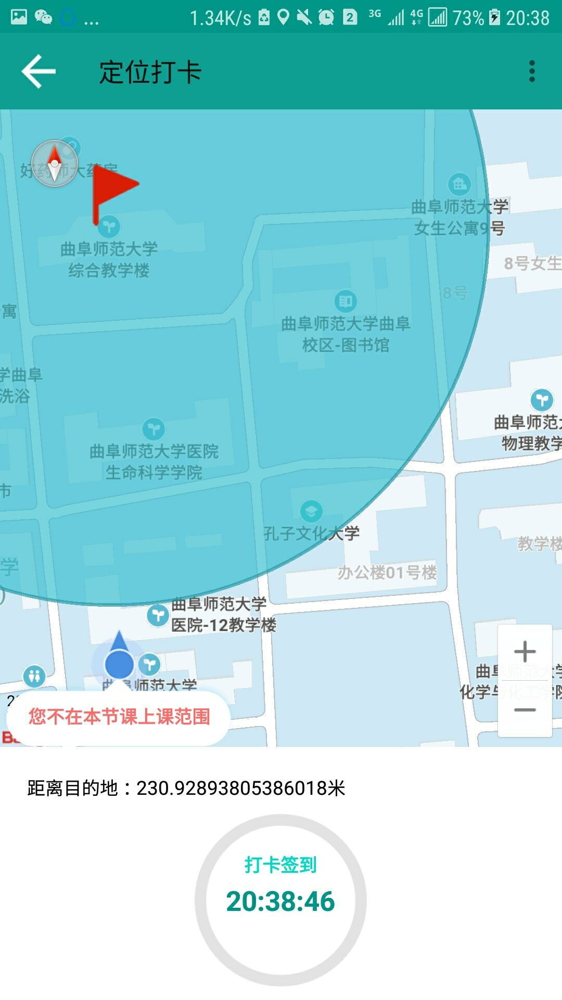 1.34K/s 2 3G 4G 73% 20:38
定位打卡
好药师大药房
曲阜师范大学
女生公寓9号
曲阜师范大学
综合教学楼
8号女生
8号
寓
曲阜师范大学曲阜
校区-图书馆
学曲阜
洗浴
曲阜师范大
物理教学
曲阜师范大学医院
生命科学学院
市
孔子文化大学
教学楼
学
办公楼01号楼
曲阜师范大学
医院-12教学楼
曲阜师范大学
曲阜师范大学
化学与化工学院
您不在本节课上课范围
距离目的地：230.92893805386018米
打卡签到
20:38:46